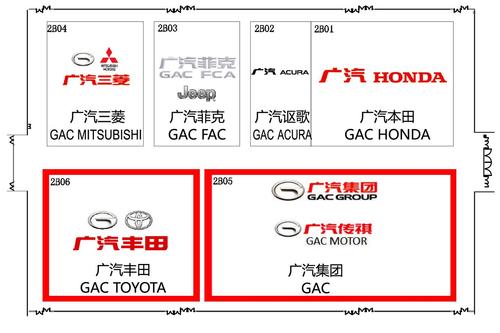 2B04
MITSUBISHI
MOTORS
广汽三菱
广汽三菱
GAC MITSUBISHI
2B03
广汽菲克
GAC FCA
Jeep
广汽菲克
GAC FAC
2B02
广汽 ACURA
广汽讴歌
GAC ACURA
2B01
广汽 HONDA
广汽本田
GAC HONDA
2B06
广汽丰田
广汽丰田
GAC TOYOTA
2B05
广汽集团
GAC GROUP
广汽传祺
GAC MOTOR
广汽集团
GAC